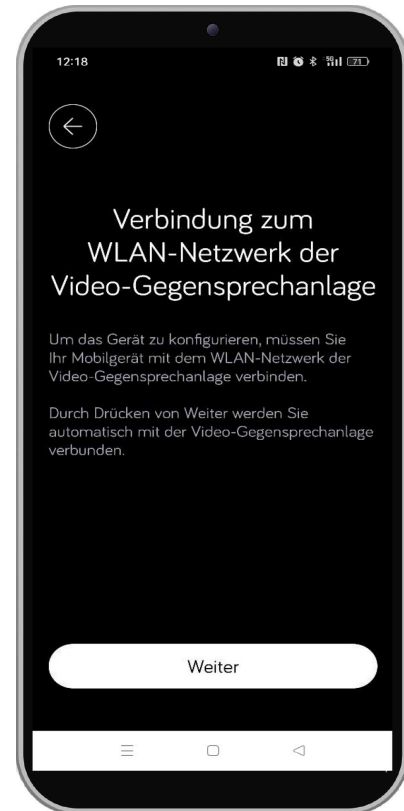 12:18
5G
71
Verbindung zum
WLAN-Netzwerk der
Video-Gegensprechanlage
Um das Gerät zu konfigurieren, müssen Sie
Ihr Mobilgerät mit dem WLAN-Netzwerk der
Video-Gegensprechanlage verbinden.
Durch Drücken von Weiter werden Sie
automatisch mit der Video-Gegensprechanlage
verbunden.
Weiter